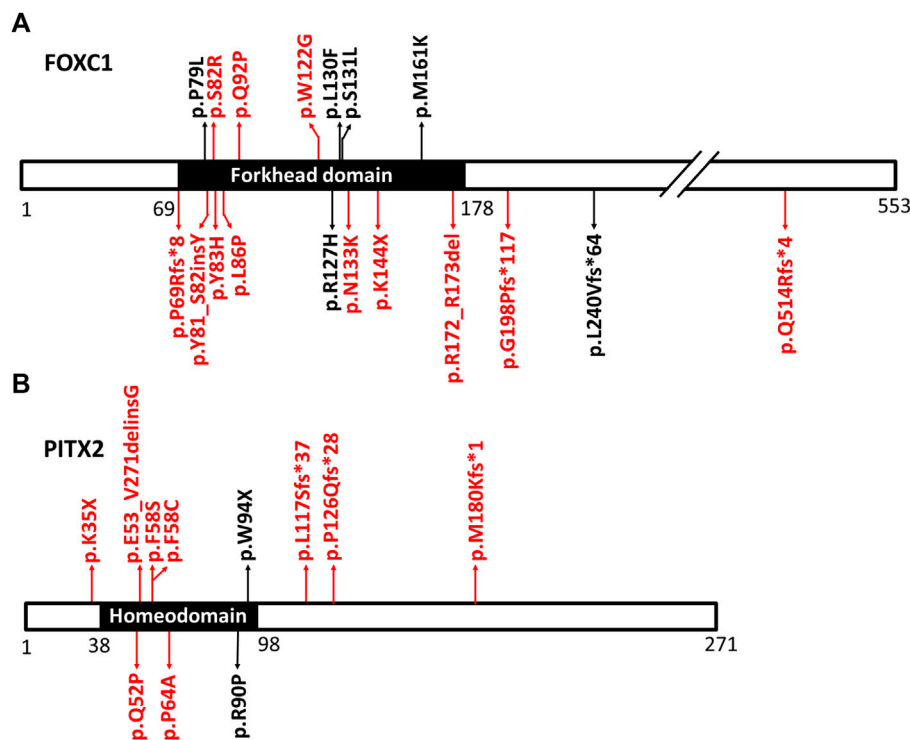 A
FOXC1
p.P79L
p.S82R
p.Q92P
p.W122G
p.L130F
p.S131L
p.M161K
Forkhead domain
1
69
178
553
p.P69Rfs*8
p.Y81_S82insY
p.Y83H
p.L86P
p.R127H
p.N133K
p.K144X
p.R172_R173del
p.G198Pfs*117
p.L240Vfs*64
p.Q514Rfs*4
B
PITX2
p.K35X
p.E53_V271delinsG
p.F58S
p.F58C
p.W94X
p.L117Sfs*37
p.P126Qfs*28
p.M180Kfs*1
Homeodomain
1
38
98
271
p.Q52P
p.P64A
p.R90P